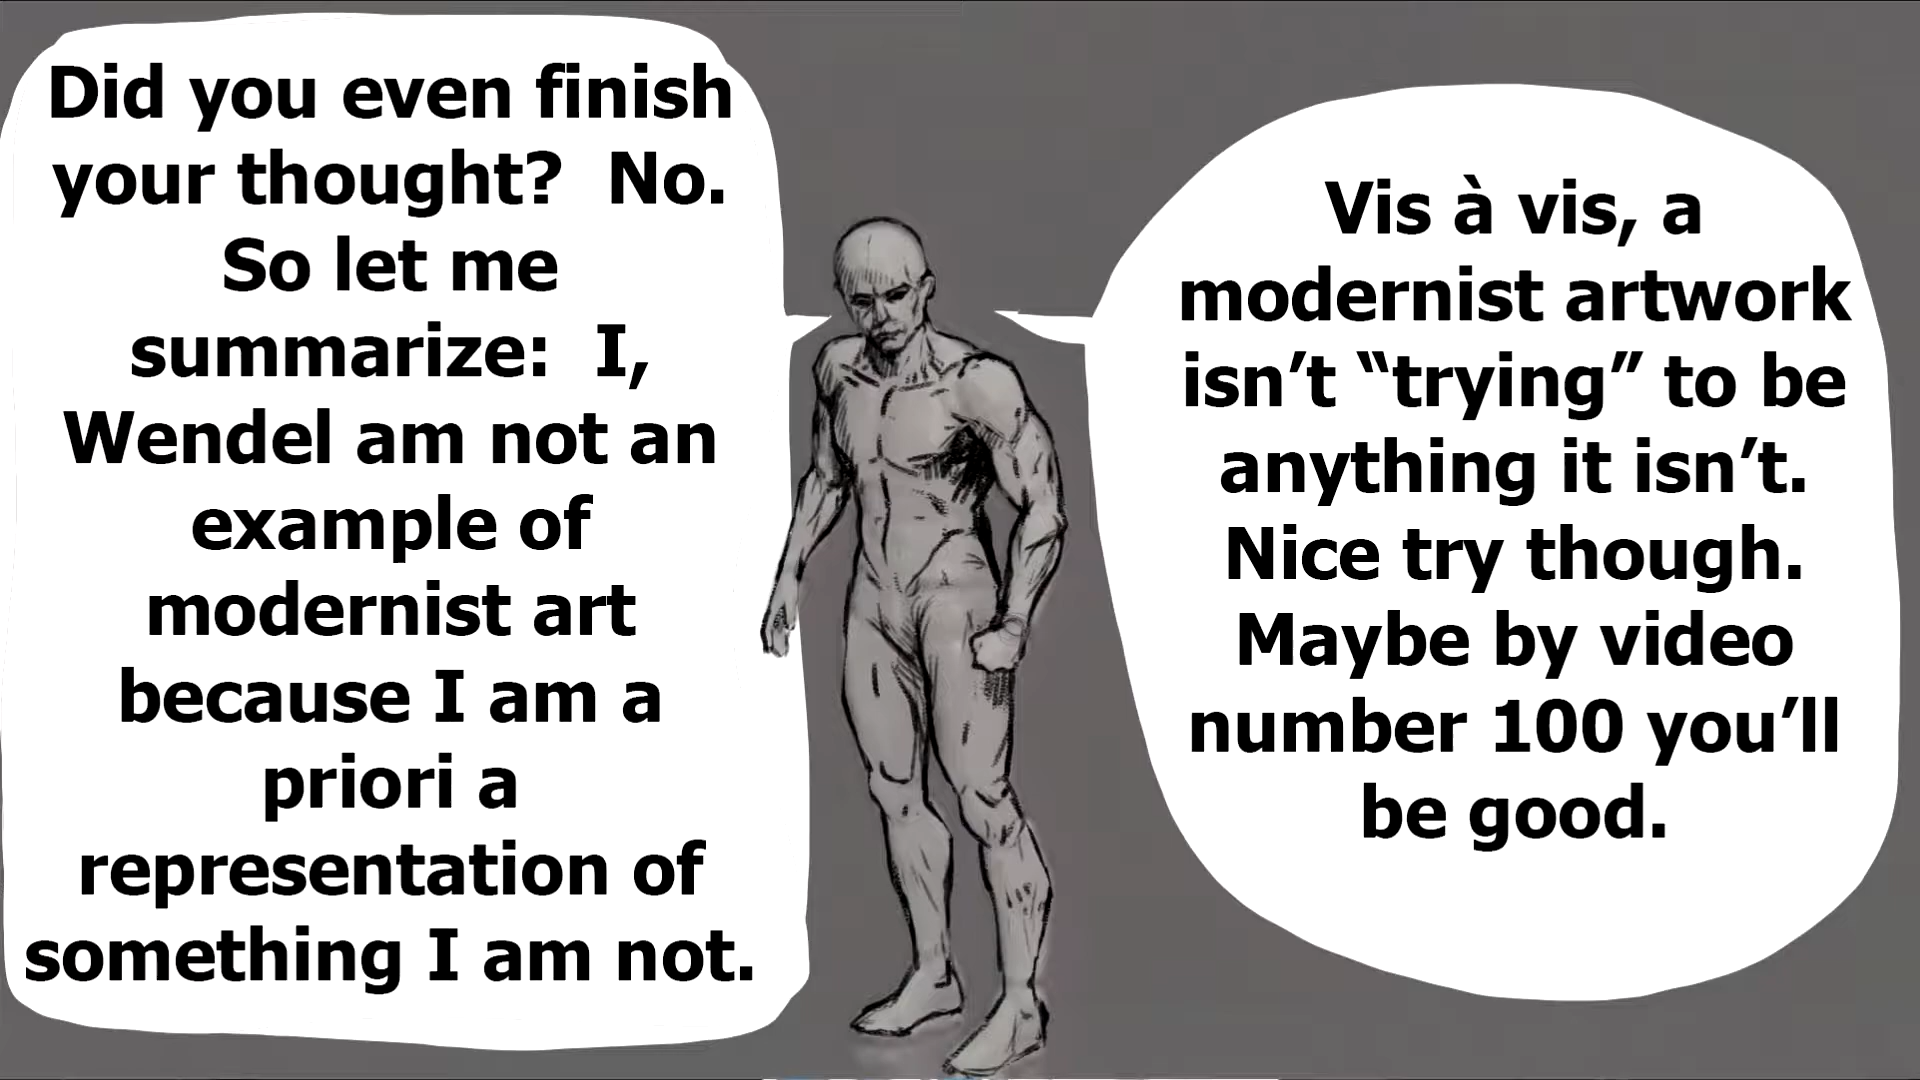 Did you even finish
your thought?  No.
So let me
summarize:  I,
Wendel am not an
example of
modernist art
because I am a
priori a
representation of
something I am not.
Vis à vis, a
modernist artwork
isn’t “trying” to be
anything it isn’t.
Nice try though.
Maybe by video
number 100 you’ll
be good.